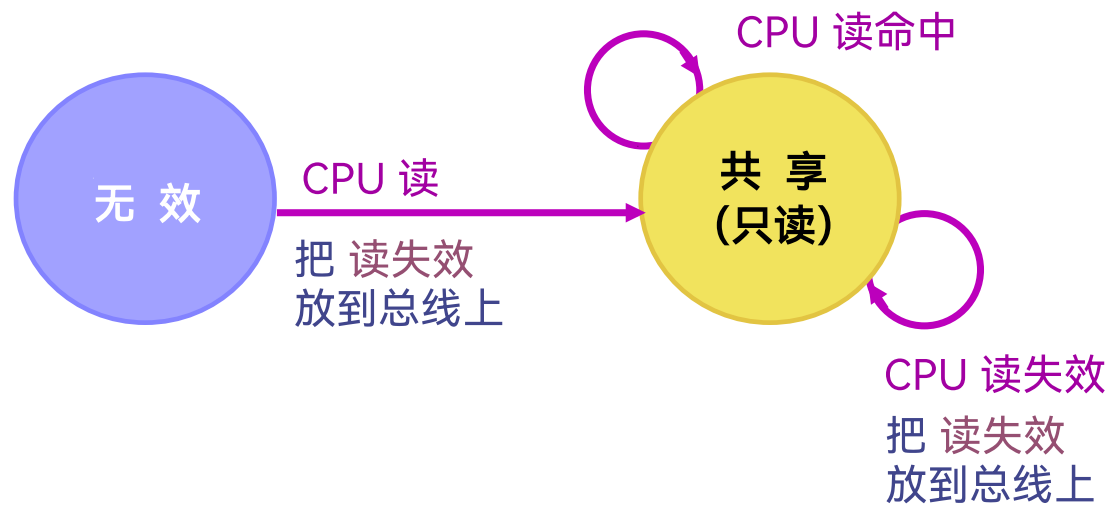 CPU 读命中
无 效
CPU 读
把 读失效
放到总线上
共 享
（只读）
CPU 读失效
把 读失效
放到总线上